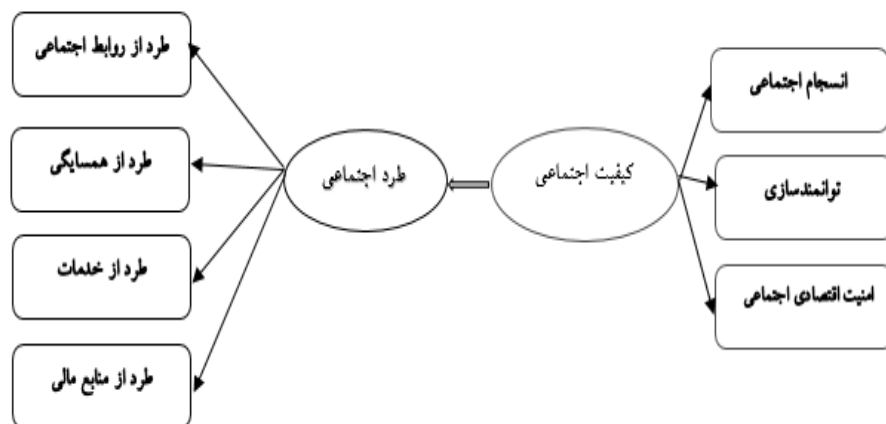 انسجام اجتماعی
توانمندسازی
امنیت اقتصادی اجتماعی
کیفیت اجتماعی
طرد اجتماعی
طرد از روابط اجتماعی
طرد از همسایگی
طرد از خدمات
طرد از منابع مالی